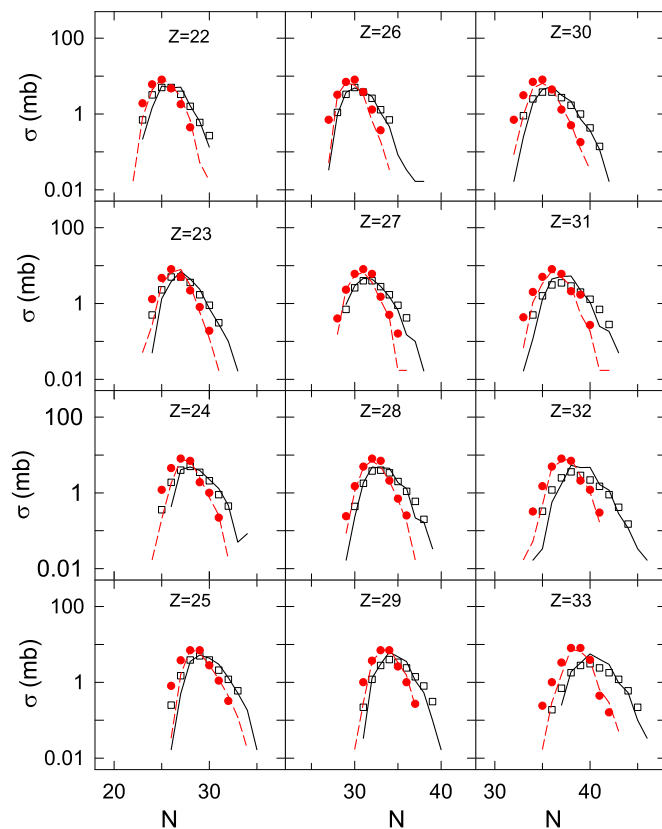 100 Z=22 Z=26 Z=30
σ (mb) 1
0.01
100 Z=23 Z=27 Z=31
σ (mb) 1
0.01
100 Z=24 Z=28 Z=32
σ (mb) 1
0.01
100 Z=25 Z=29 Z=33
σ (mb) 1
0.01
20 30 30 40 30 40
N N N